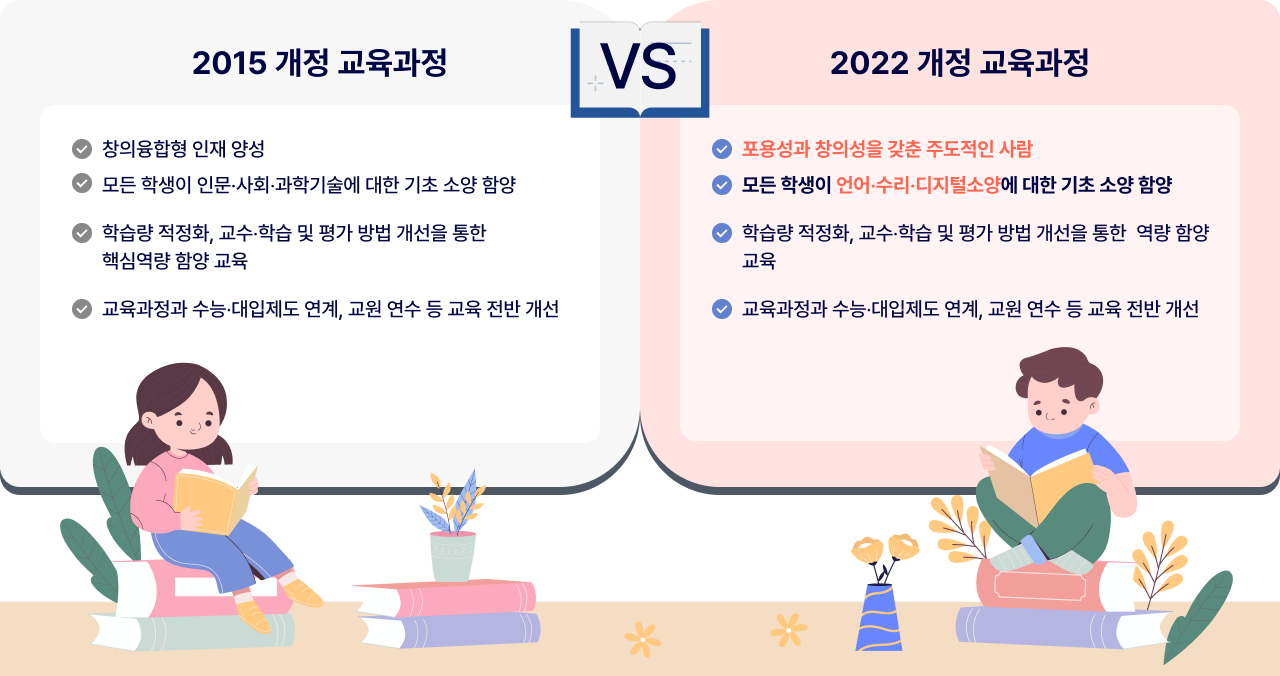 2015 개정 교육과정
창의융합형 인재 양성
모든 학생이 인문·사회·과학기술에 대한 기초 소양 함양
학습량 적정화, 교수·학습 및 평가 방법 개선을 통한
핵심역량 함양 교육
교육과정과 수능·대입제도 연계, 교원 연수 등 교육 전반 개선
VS
2022 개정 교육과정
포용성과 창의성을 갖춘 주도적인 사람
모든 학생이 언어·수리·디지털소양에 대한 기초 소양 함양
학습량 적정화, 교수·학습 및 평가 방법 개선을 통한 역량 함양
교육
교육과정과 수능·대입제도 연계, 교원 연수 등 교육 전반 개선